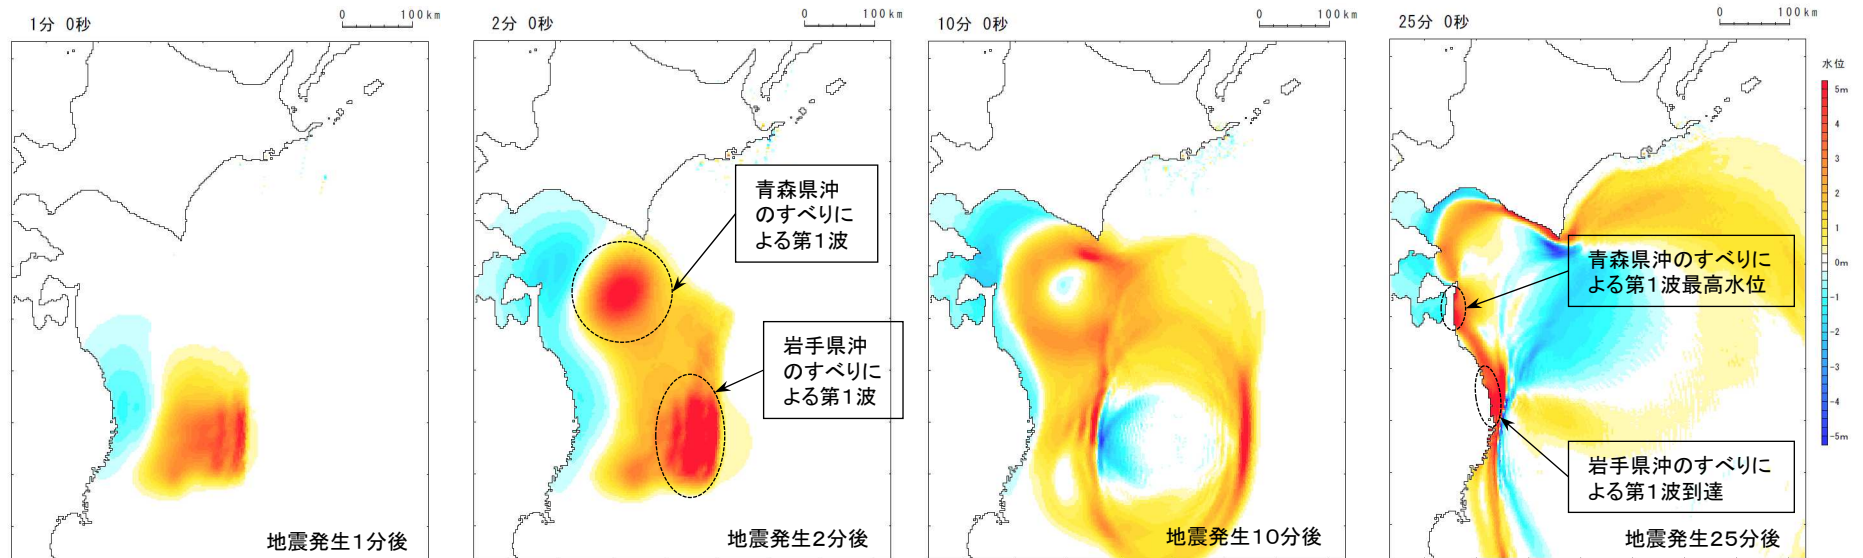 1分 0秒
0 100km
地震発生1分後
2分 0秒
0 100km
青森県沖
のすべりに
よる第1波
岩手県沖
のすべりに
よる第1波
地震発生2分後
10分 0秒
0 100km
地震発生10分後
25分 0秒
0 100km
青森県沖のすべりに
よる第1波最高水位
岩手県沖のすべりに
よる第1波到達
地震発生25分後
水位
5m
4
3
2
1
0m
-1
-2
-3
-4
-5m